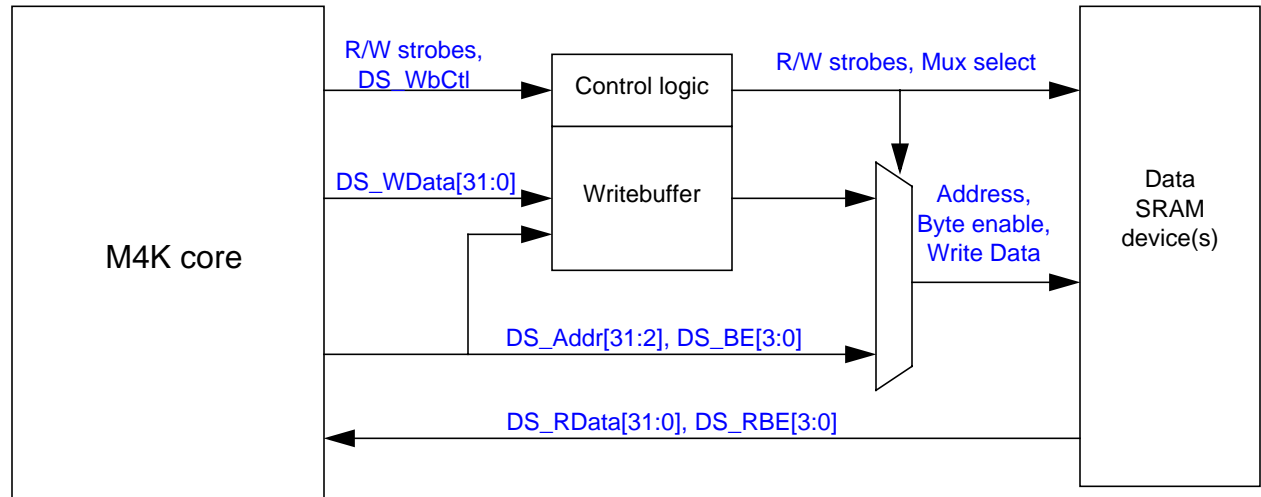 M4K core
R/W strobes,
DS_WbCtl
DS_WData[31:0]
Control logic
Writebuffer
R/W strobes, Mux select
Address,
Byte enable,
Write Data
Data
SRAM
device(s)
DS_Addr[31:2], DS_BE[3:0]
DS_RData[31:0], DS_RBE[3:0]